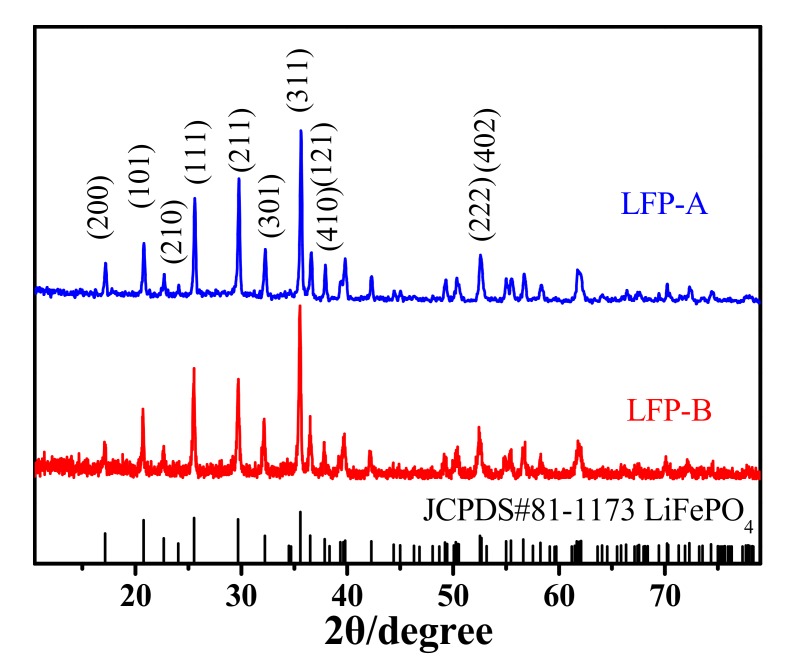 (200)
(101)
(210)
(111)
(211)
(301)
(311)
(410)(121)
(222) (402)
LFP-A
LFP-B
JCPDS#81-1173 LiFePO4
20 30 40 50 60 70
2θ/degree